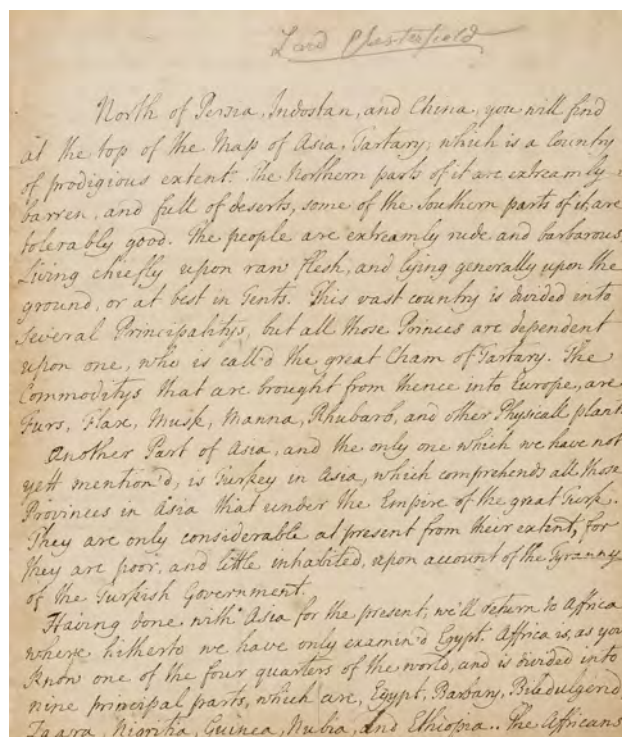 Lord Chesterfield
North of Persia, Indostan, and China, you will find
at the top of the Map of Asia, Tartary, which is a Country
of prodigious extent. The Northern parts of it are extreamly
barren, and full of deserts, some of the Southern parts of it, are
tolerably good. The people are extreamly rude and barbarous,
Living chiefly upon raw flesh, and lying generally upon the
ground, or at best in Tents. This vast country is divided into
several Principalitys, but all those Princes are dependent
upon one, who is call'd the great Cham of Tartary. The
Commoditys that are brought from thence into Europe, are
Furs, Flax, Musk, Manna, Rhubarb, and other Physicall plant
Another Part of Asia, and the only one which we have not
yett mention'd, is Turkey in Asia, which comprehends all those
Provinces in Asia that under the Empire of the great Turk.
They are only considerable at present from their extent, for
they are poor, and little inhabited, upon account of the Tyranny
of the Turkish Government.
Having done with Asia for the present, we'll return to Affrica
where hitherto we have only examin'd Egypt. Affrica is, as you
know one of the four quarters of the world, and is divided into
nine principal parts, which are, Egypt, Barbary, Biledulgerid,
Zaara, Nigritia, Guinea, Nubia, and Ethiopia.. The Affricans